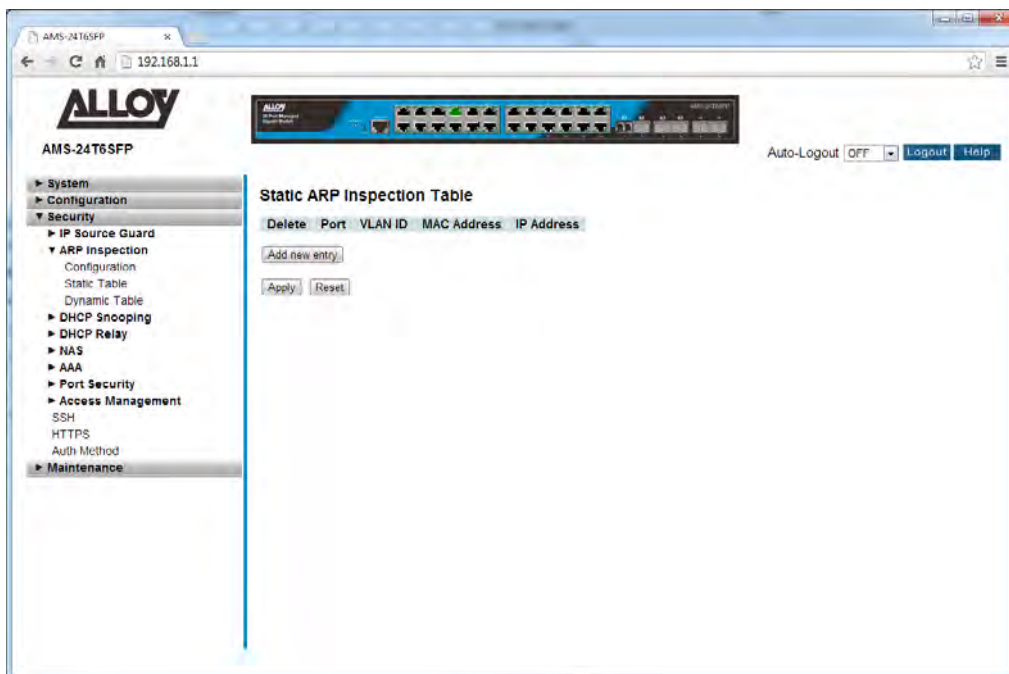 AMS-24T6SFP
192.168.1.1
ALLOY
AMS-24T6SFP
ALLOY
Auto-Logout OFF Logout Help
► System
► Configuration
▼ Security
► IP Source Guard
▼ ARP Inspection
Configuration
Static Table
Dynamic Table
► DHCP Snooping
► DHCP Relay
► NAS
► AAA
► Port Security
► Access Management
SSH
HTTPS
Auth Method
► Maintenance
Static ARP Inspection Table
Delete Port VLAN ID MAC Address IP Address
Add new entry
Apply Reset